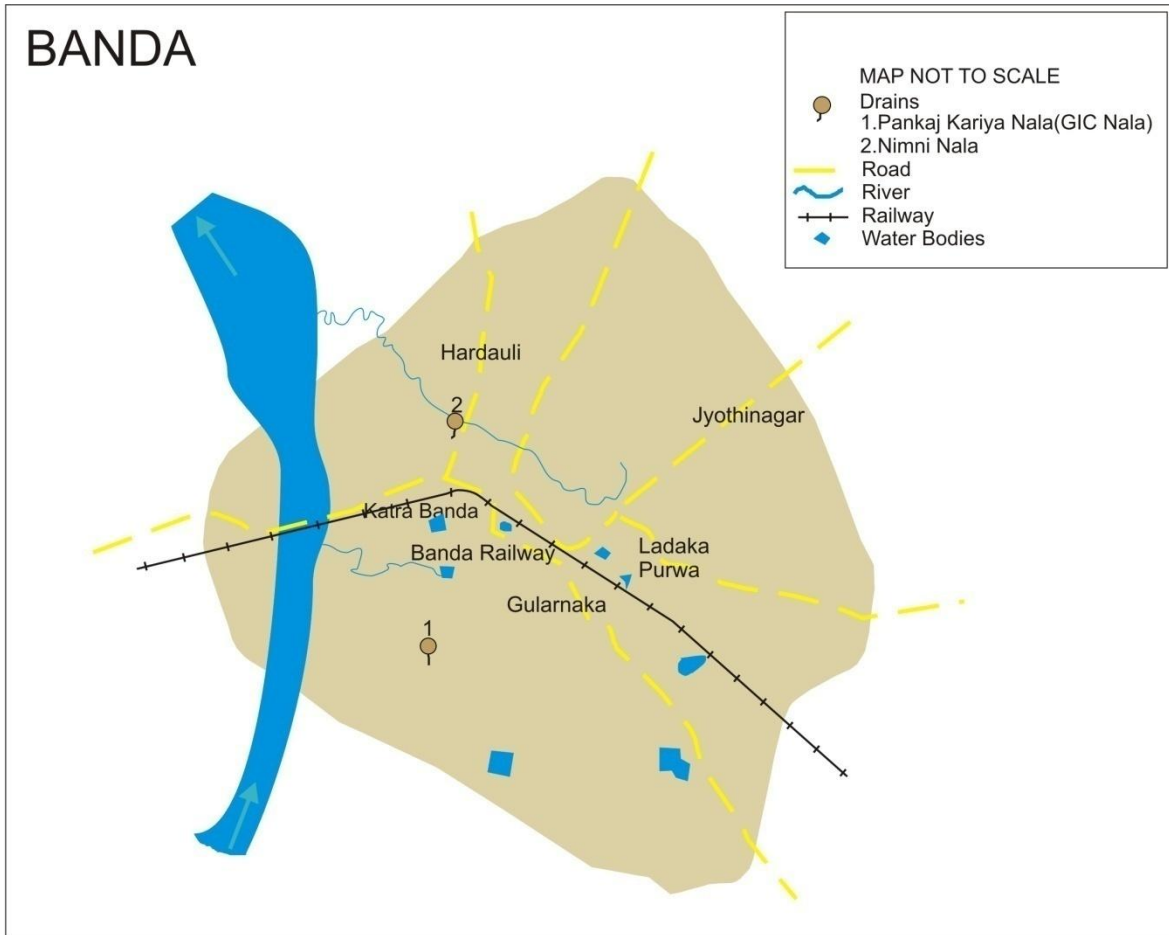 BANDA
MAP NOT TO SCALE
Drains
1.Pankaj Kariya Nala(GIC Nala)
2.Nimni Nala
Road
River
Railway
Water Bodies
Hardauli
2
Jyothinagar
Katra Banda
Banda Railway
Ladaka
Purwa
Gularnaka
1